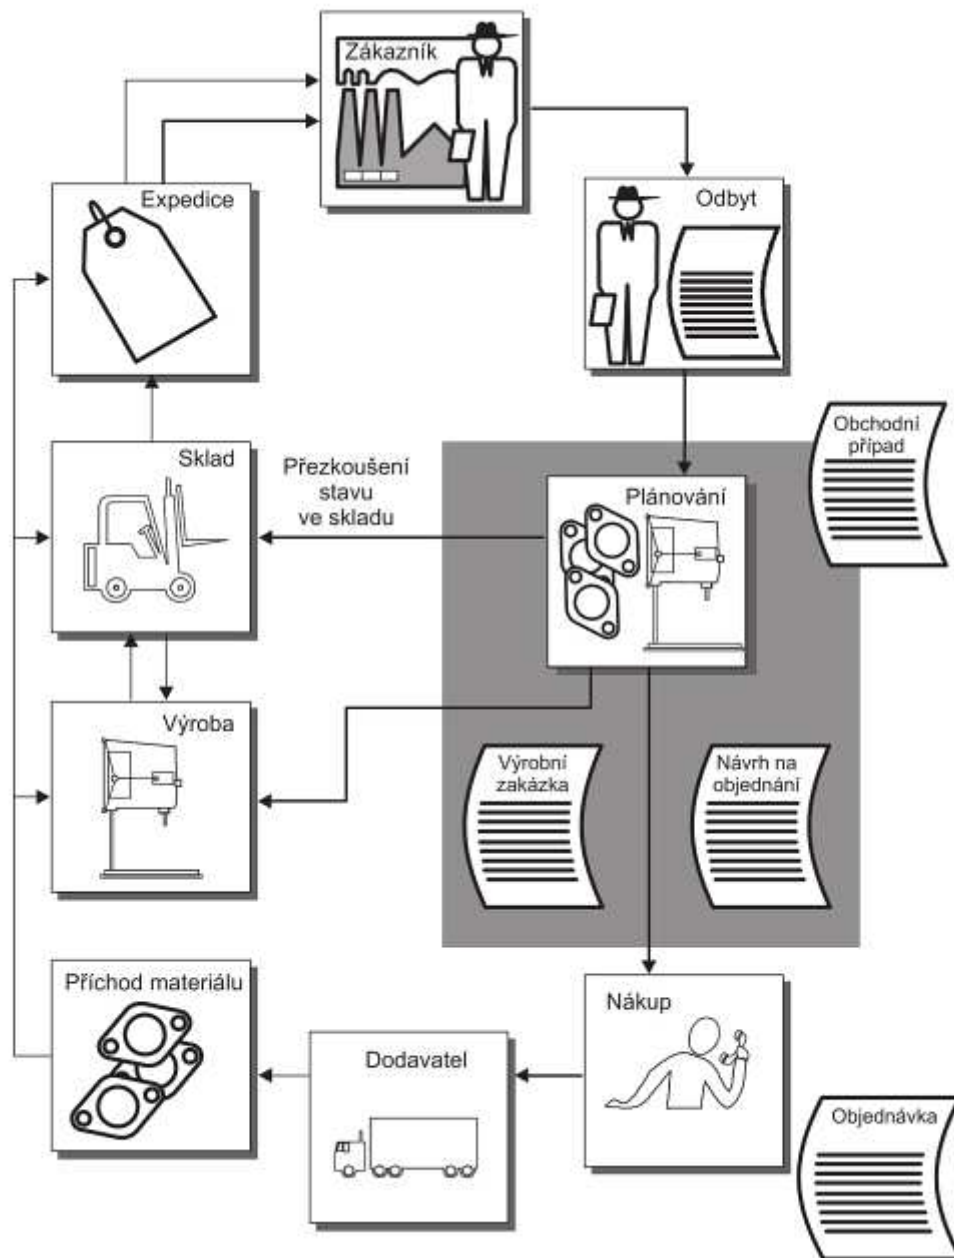 Zákazník
Expedice
Odbyt
Obchodní
případ
Sklad
Přezkoušení
stavu
ve skladu
Plánování
Výroba
Výrobní
zakázka
Návrh na
objednání
Příchod materiálu
Nákup
Dodavatel
Objednávka